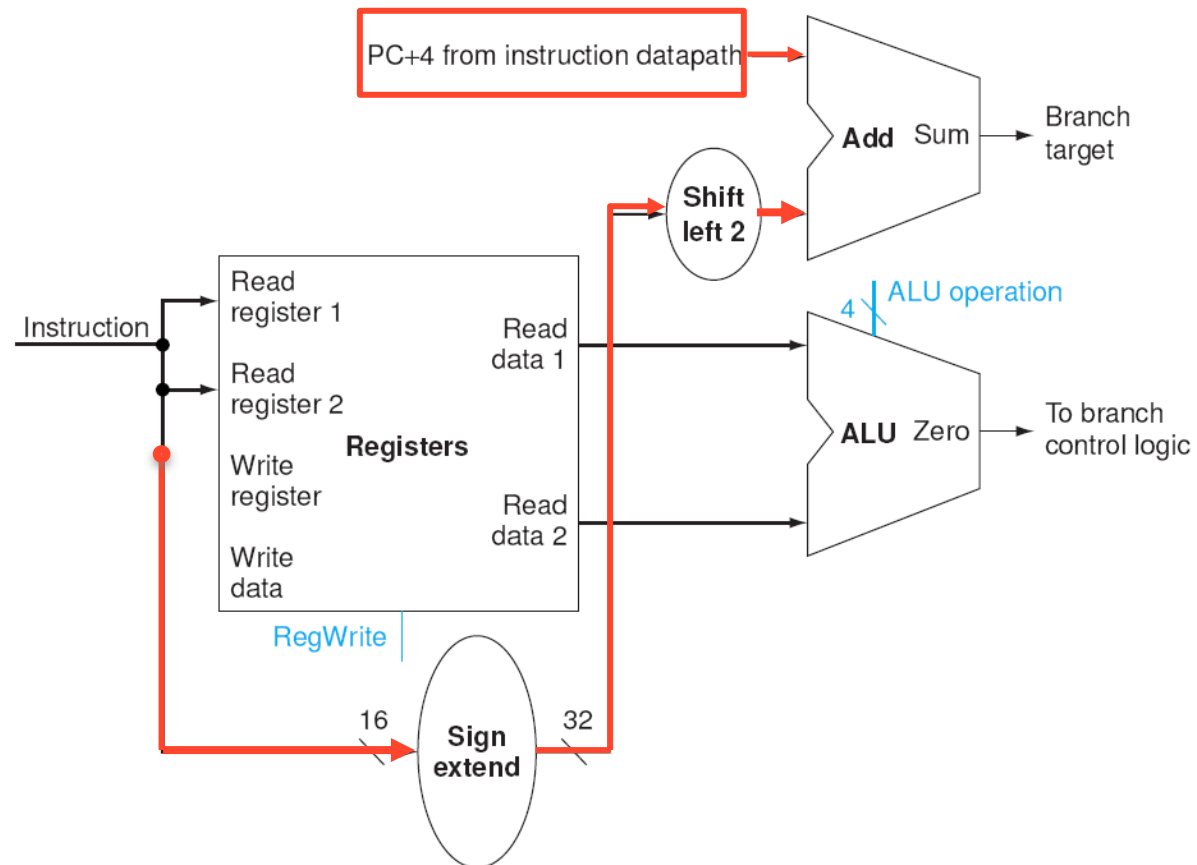 PC+4 from instruction datapath
Add Sum
Branch
target
Shift
left 2
Instruction
Read
register 1
Read
register 2
Write
register
Write
data
Registers
Read
data 1
Read
data 2
RegWrite
4
ALU operation
ALU Zero
To branch
control logic
16
Sign
extend
32